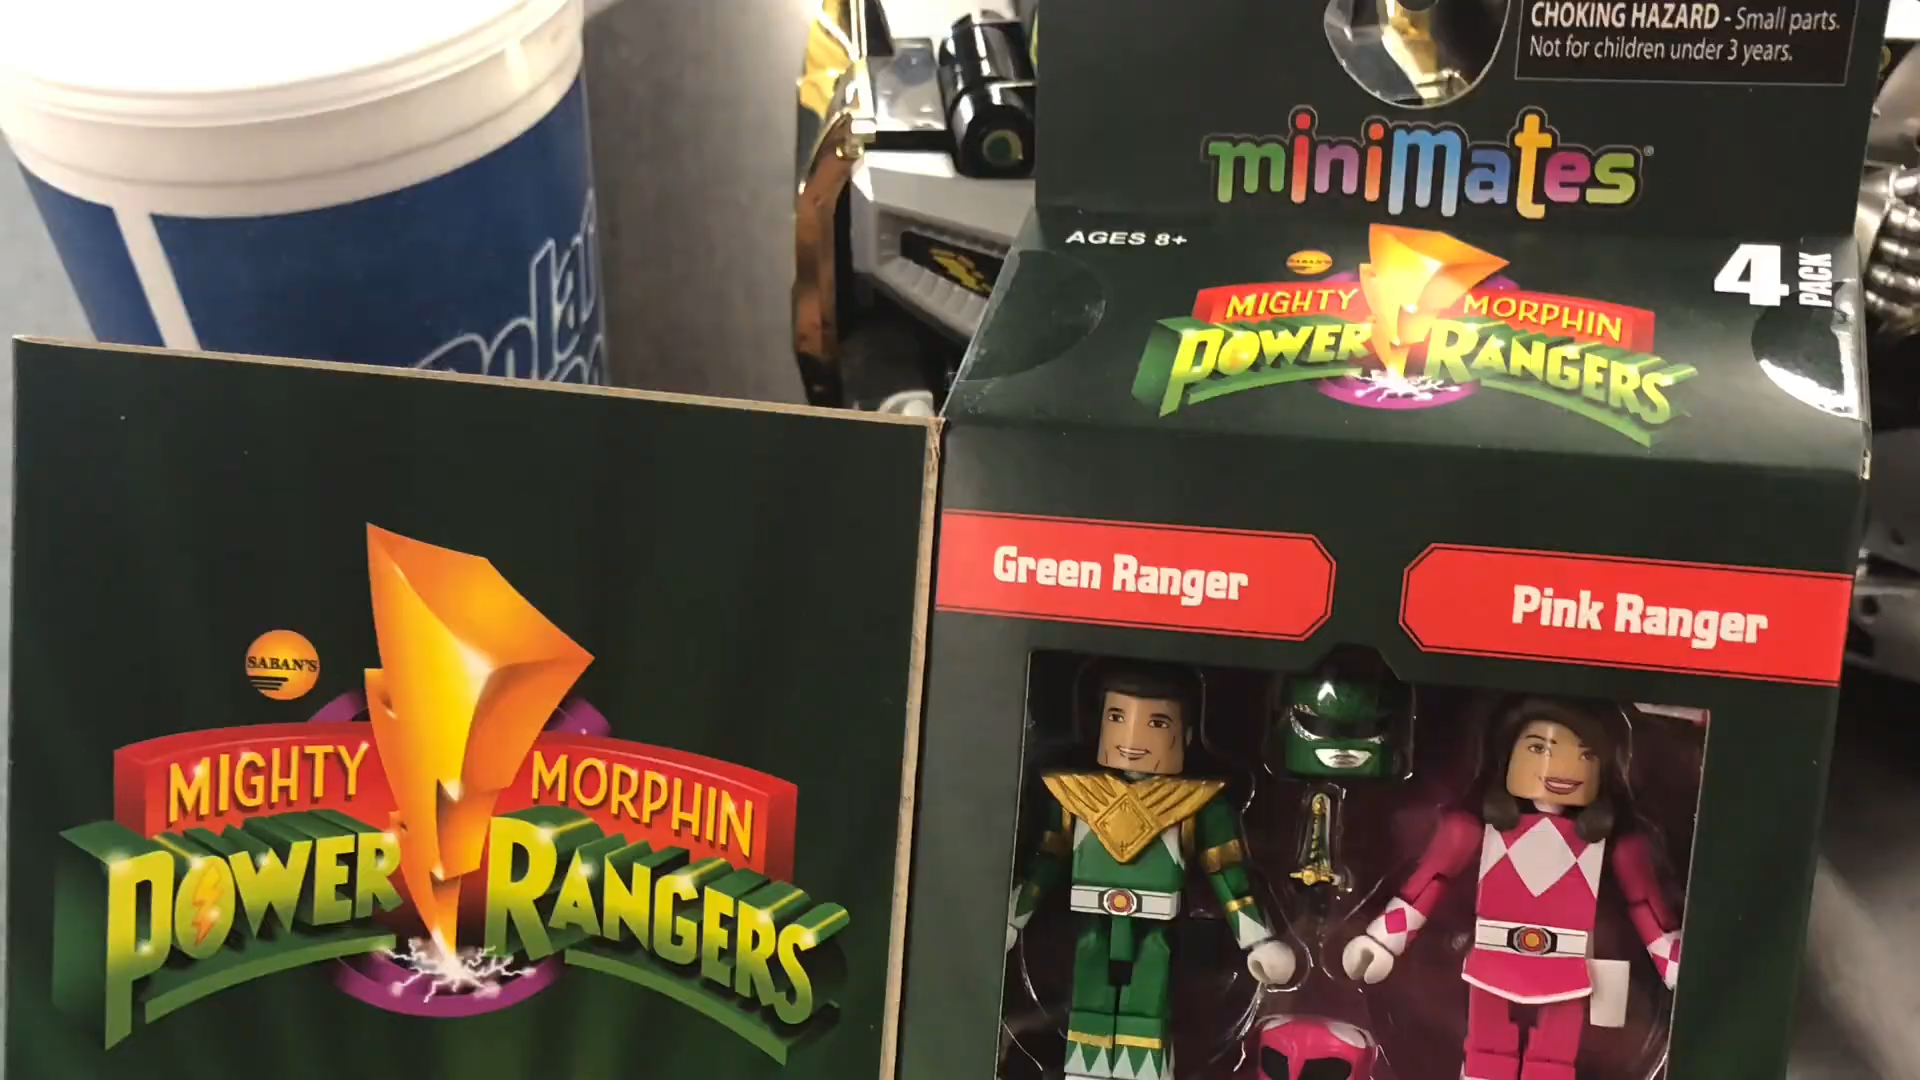 CHOKING HAZARD - Small parts.
Not for children under 3 years.
minimates
AGES 8+
4
PACK
SABAN'S
MIGHTY MORPHIN
POWER RANGERS
Green Ranger
Pink Ranger
SABAN'S
MIGHTY MORPHIN
POWER RANGERS
Polar